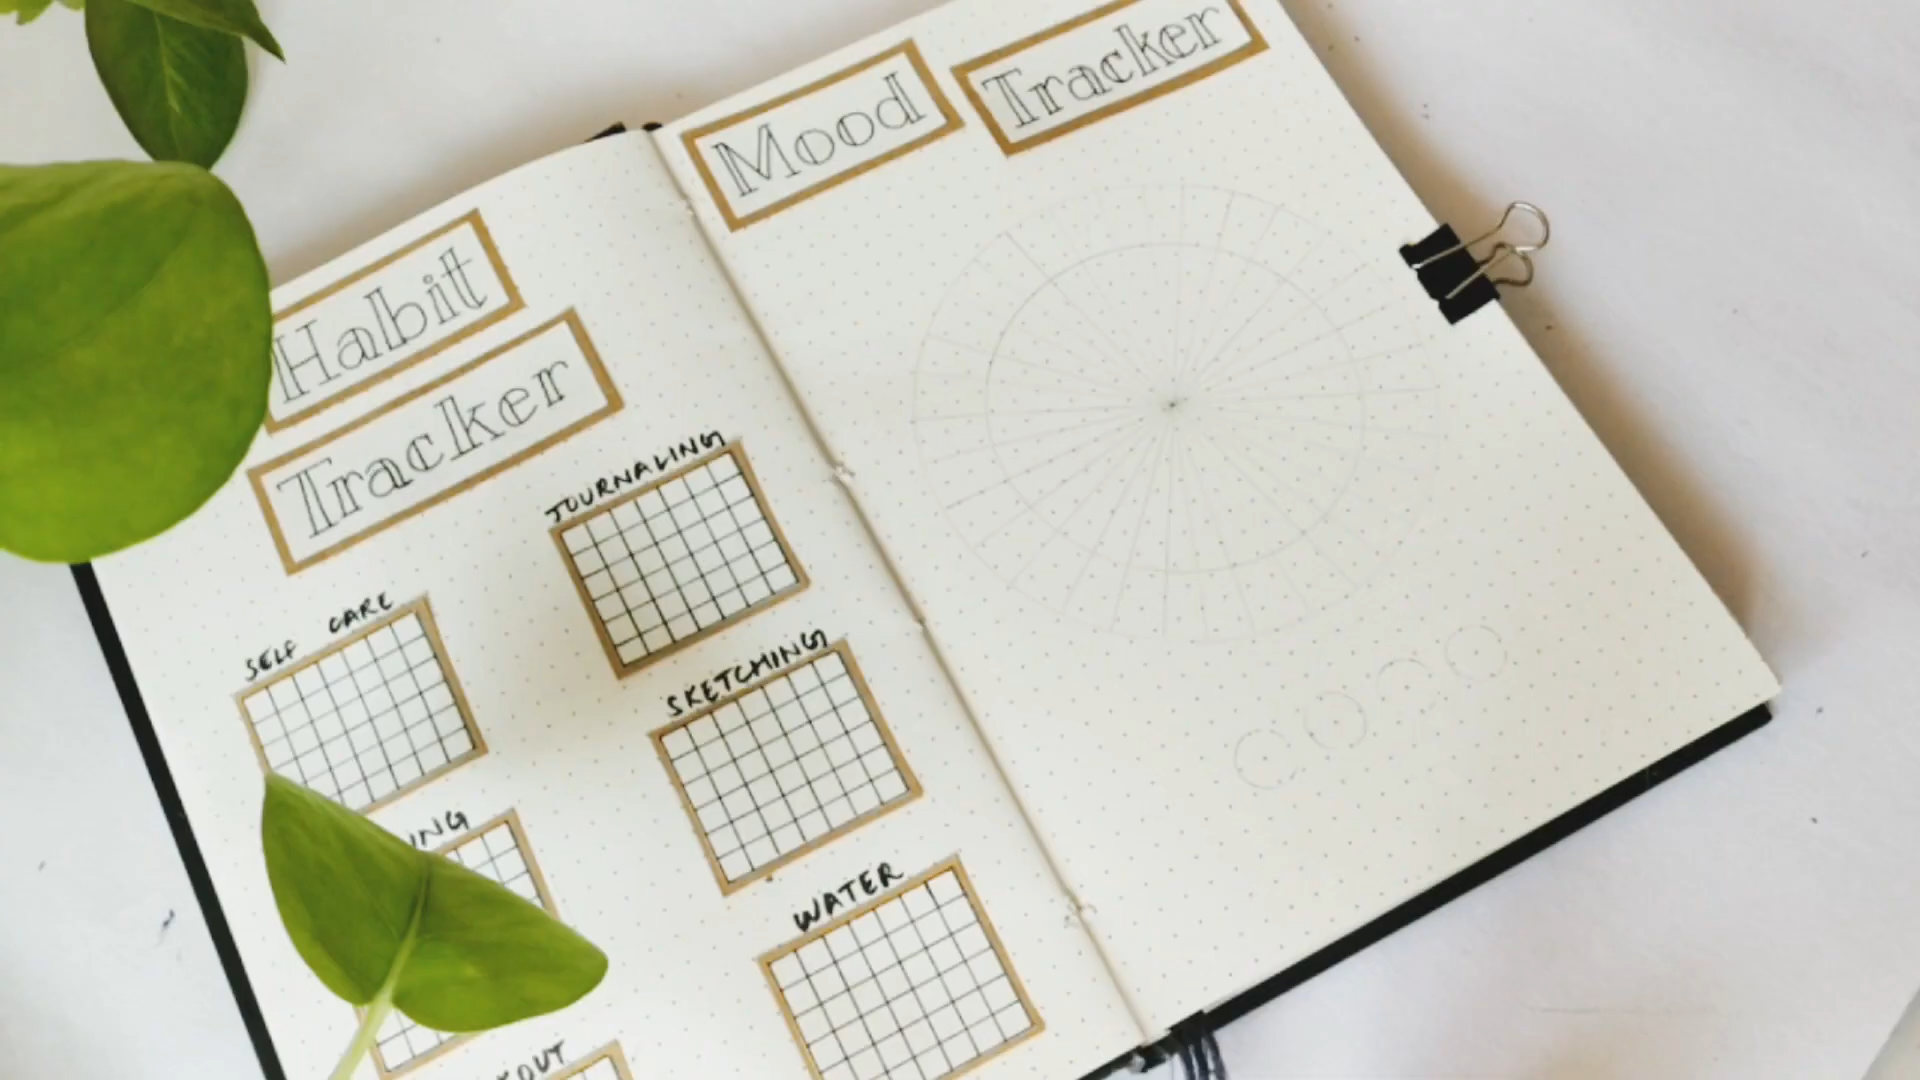 Habit
Tracker
SELF CARE
JOURNALING
SKETCHING
WATER
Mood Tracker